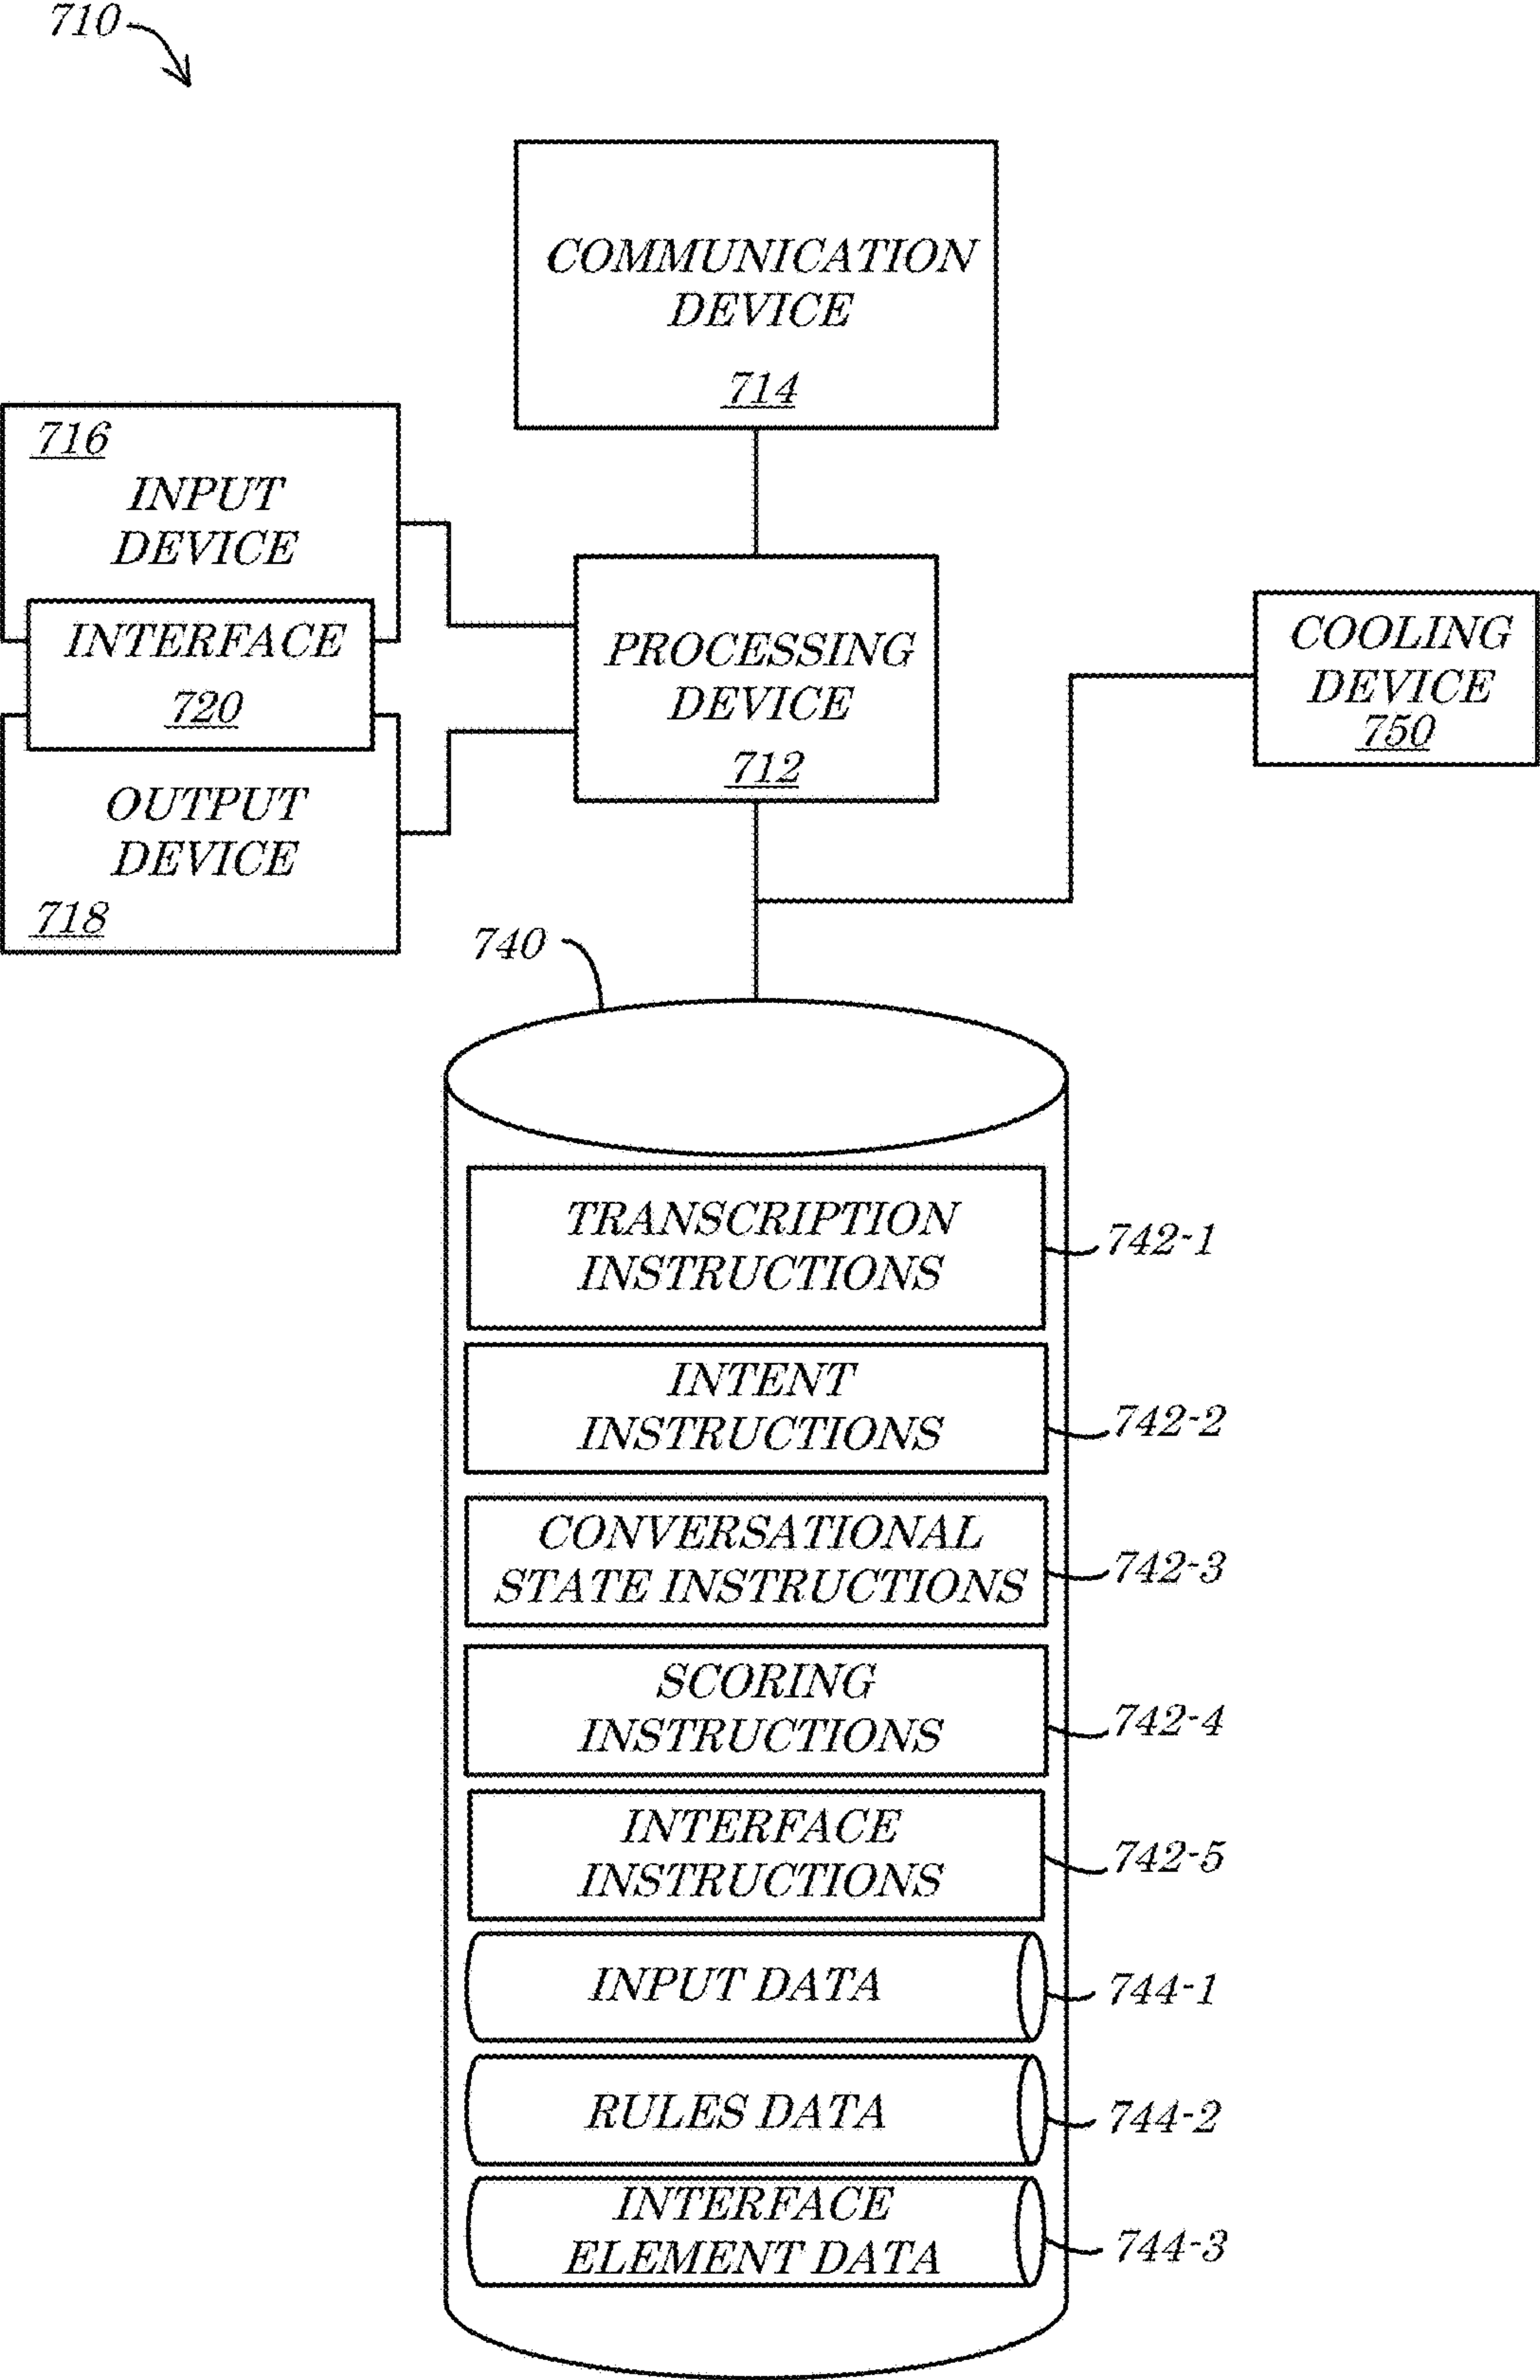 710
COMMUNICATION
DEVICE
714
716
INPUT
DEVICE
INTERFACE
720
OUTPUT
DEVICE
718
PROCESSING
DEVICE
712
COOLING
DEVICE
750
740
TRANSCRIPTION
INSTRUCTIONS
742-1
INTENT
INSTRUCTIONS
742-2
CONVERSATIONAL
STATE INSTRUCTIONS
742-3
SCORING
INSTRUCTIONS
742-4
INTERFACE
INSTRUCTIONS
742-5
INPUT DATA
744-1
RULES DATA
744-2
INTERFACE
ELEMENT DATA
744-3